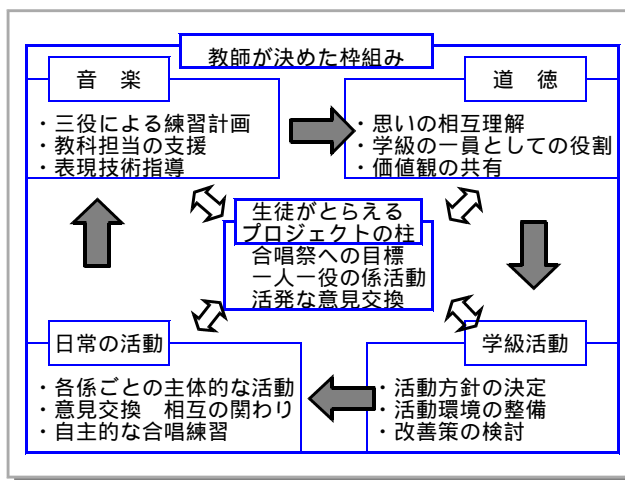 教師が決めた枠組み
音　楽
・三役による練習計画
・教科担当の支援
・表現技術指導
道　徳
・思いの相互理解
・学級の一員としての役割
・価値観の共有
生徒がとらえる
プロジェクトの柱
合唱祭への目標
一人一役の係活動
活発な意見交換
日常の活動
・各係ごとの主体的な活動
・意見交換　相互の関わり
・自主的な合唱練習
学級活動
・活動方針の決定
・活動環境の整備
・改善策の検討